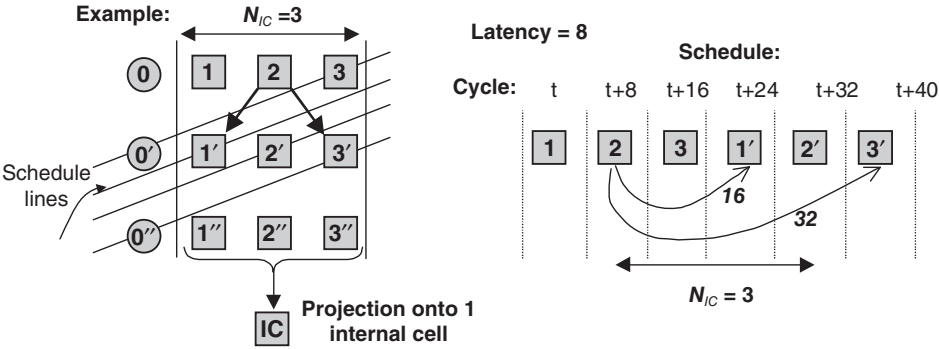 Example:
N_IC =3
0 1 2 3
0′ 1′ 2′ 3′
Schedule
lines
0″ 1″ 2″ 3″
IC
Projection onto 1
internal cell
Latency = 8
Schedule:
Cycle: t t+8 t+16 t+24 t+32 t+40
1 2 3 1′ 2′ 3′
16
32
N_IC = 3